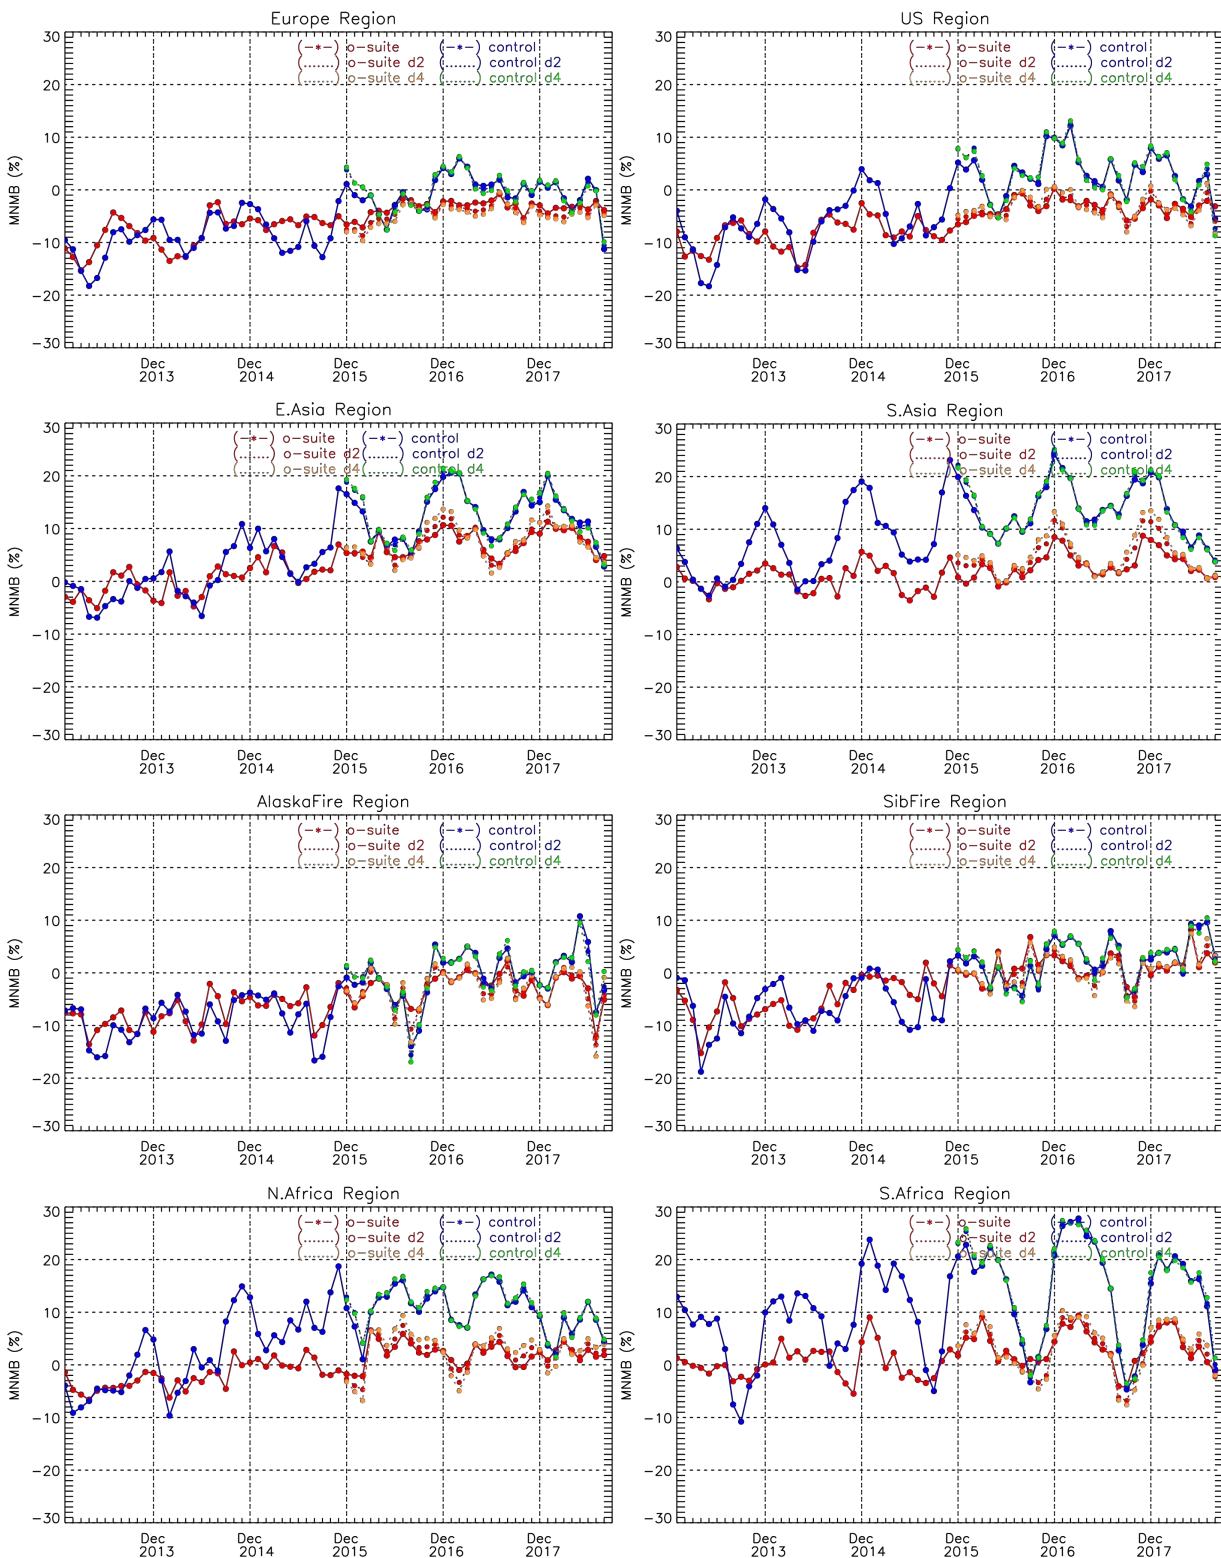 Europe Region
30
20
10
0
-10
-20
-30
MNMB (%)
(-*-) o-suite (-*-) control
(......) o-suite d2 (......) control d2
(......) o-suite d4 (......) control d4
Dec 2013
Dec 2014
Dec 2015
Dec 2016
Dec 2017
US Region
30
20
10
0
-10
-20
-30
MNMB (%)
(-*-) o-suite (-*-) control
(......) o-suite d2 (......) control d2
(......) o-suite d4 (......) control d4
Dec 2013
Dec 2014
Dec 2015
Dec 2016
Dec 2017
E.Asia Region
30
20
10
0
-10
-20
-30
MNMB (%)
(-*-) o-suite (-*-) control
(......) o-suite d2 (......) control d2
(......) o-suite d4 (......) control d4
Dec 2013
Dec 2014
Dec 2015
Dec 2016
Dec 2017
S.Asia Region
30
20
10
0
-10
-20
-30
MNMB (%)
(-*-) o-suite (-*-) control
(......) o-suite d2 (......) control d2
(......) o-suite d4 (......) control d4
Dec 2013
Dec 2014
Dec 2015
Dec 2016
Dec 2017
AlaskaFire Region
30
20
10
0
-10
-20
-30
MNMB (%)
(-*-) o-suite (-*-) control
(......) o-suite d2 (......) control d2
(......) o-suite d4 (......) control d4
Dec 2013
Dec 2014
Dec 2015
Dec 2016
Dec 2017
SibFire Region
30
20
10
0
-10
-20
-30
MNMB (%)
(-*-) o-suite (-*-) control
(......) o-suite d2 (......) control d2
(......) o-suite d4 (......) control d4
Dec 2013
Dec 2014
Dec 2015
Dec 2016
Dec 2017
N.Africa Region
30
20
10
0
-10
-20
-30
MNMB (%)
(-*-) o-suite (-*-) control
(......) o-suite d2 (......) control d2
(......) o-suite d4 (......) control d4
Dec 2013
Dec 2014
Dec 2015
Dec 2016
Dec 2017
S.Africa Region
30
20
10
0
-10
-20
-30
MNMB (%)
(-*-) o-suite (-*-) control
(......) o-suite d2 (......) control d2
(......) o-suite d4 (......) control d4
Dec 2013
Dec 2014
Dec 2015
Dec 2016
Dec 2017